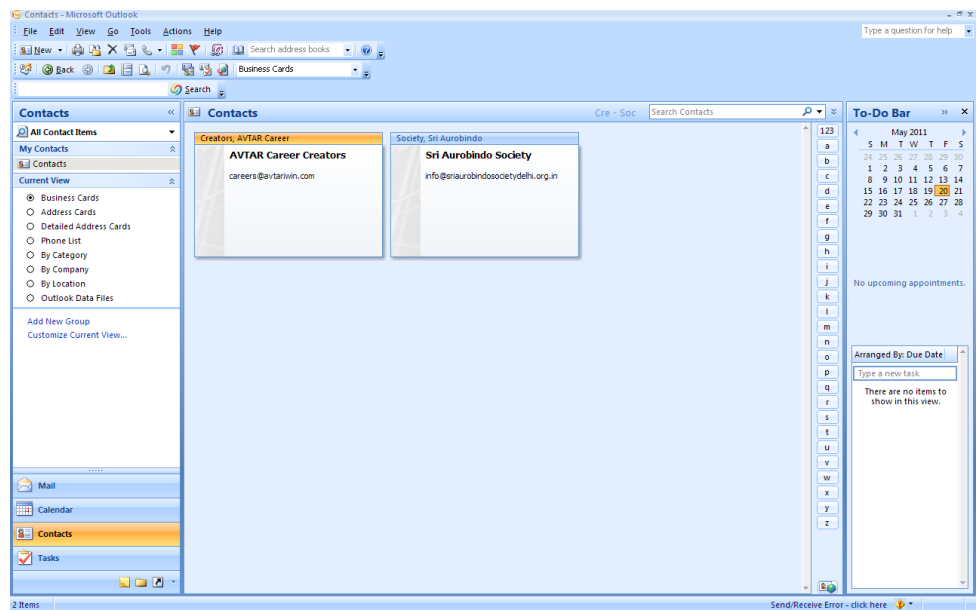 Contacts - Microsoft Outlook
File Edit View Go Tools Actions Help
Type a question for help
New
Search address books
Back
Business Cards
Search
Contacts
All Contact Items
My Contacts
Contacts
Current View
Business Cards
Address Cards
Detailed Address Cards
Phone List
By Category
By Company
By Location
Outlook Data Files
Add New Group
Customize Current View...
Mail
Calendar
Contacts
Tasks
Contacts
Cre - Soc
Search Contacts
Creators, AVTAR Career
AVTAR Career Creators
careers@avtariwin.com
Society, Sri Aurobindo
Sri Aurobindo Society
info@sriaurobindosocietydelhi.org.in
123
a
b
c
d
e
f
g
h
i
j
k
l
m
n
o
p
q
r
s
t
u
v
w
x
y
z
To-Do Bar
May 2011
S M T W T F S
24 25 26 27 28 29 30
1 2 3 4 5 6 7
8 9 10 11 12 13 14
15 16 17 18 19 20 21
22 23 24 25 26 27 28
29 30 31 1 2 3 4
No upcoming appointments.
Arranged By: Due Date
Type a new task
There are no items to
show in this view.
2 Items
Send/Receive Error - click here